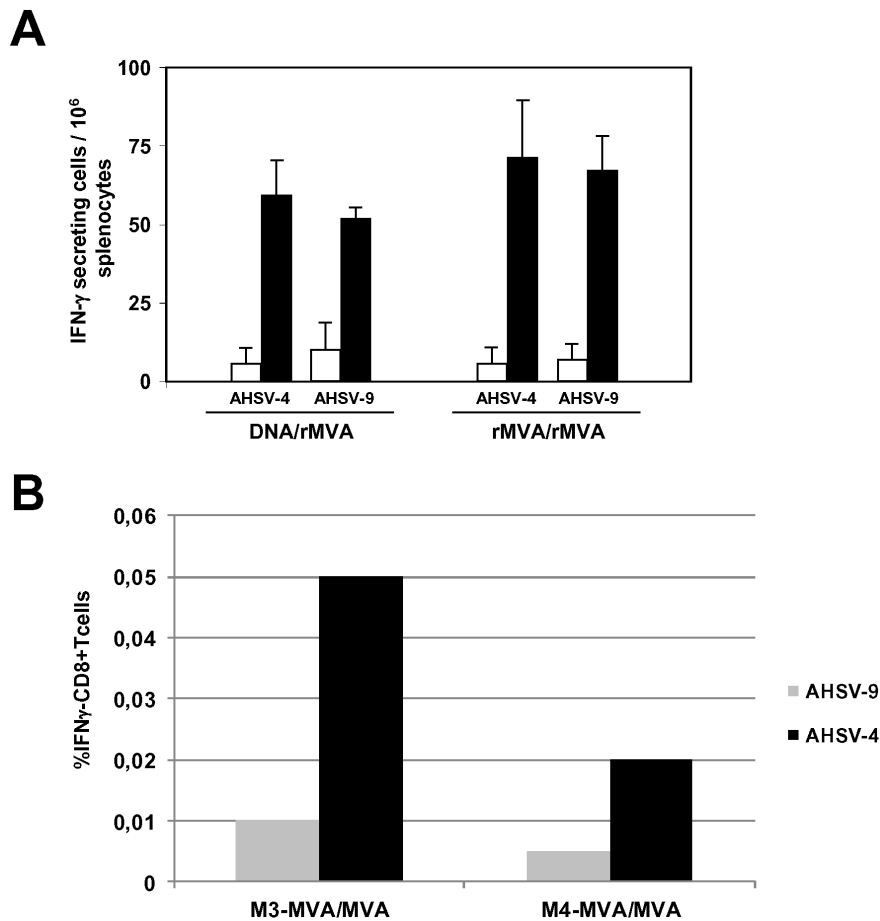 A
IFN-γ secreting cells / 10⁶
splenocytes
100
75
50
25
0
AHSV-4 AHSV-9 AHSV-4 AHSV-9
DNA/rMVA rMVA/rMVA
B
%IFNγ-CD8+Tcells
0,06
0,05
0,04
0,03
0,02
0,01
0
M3-MVA/MVA M4-MVA/MVA
AHSV-9
AHSV-4